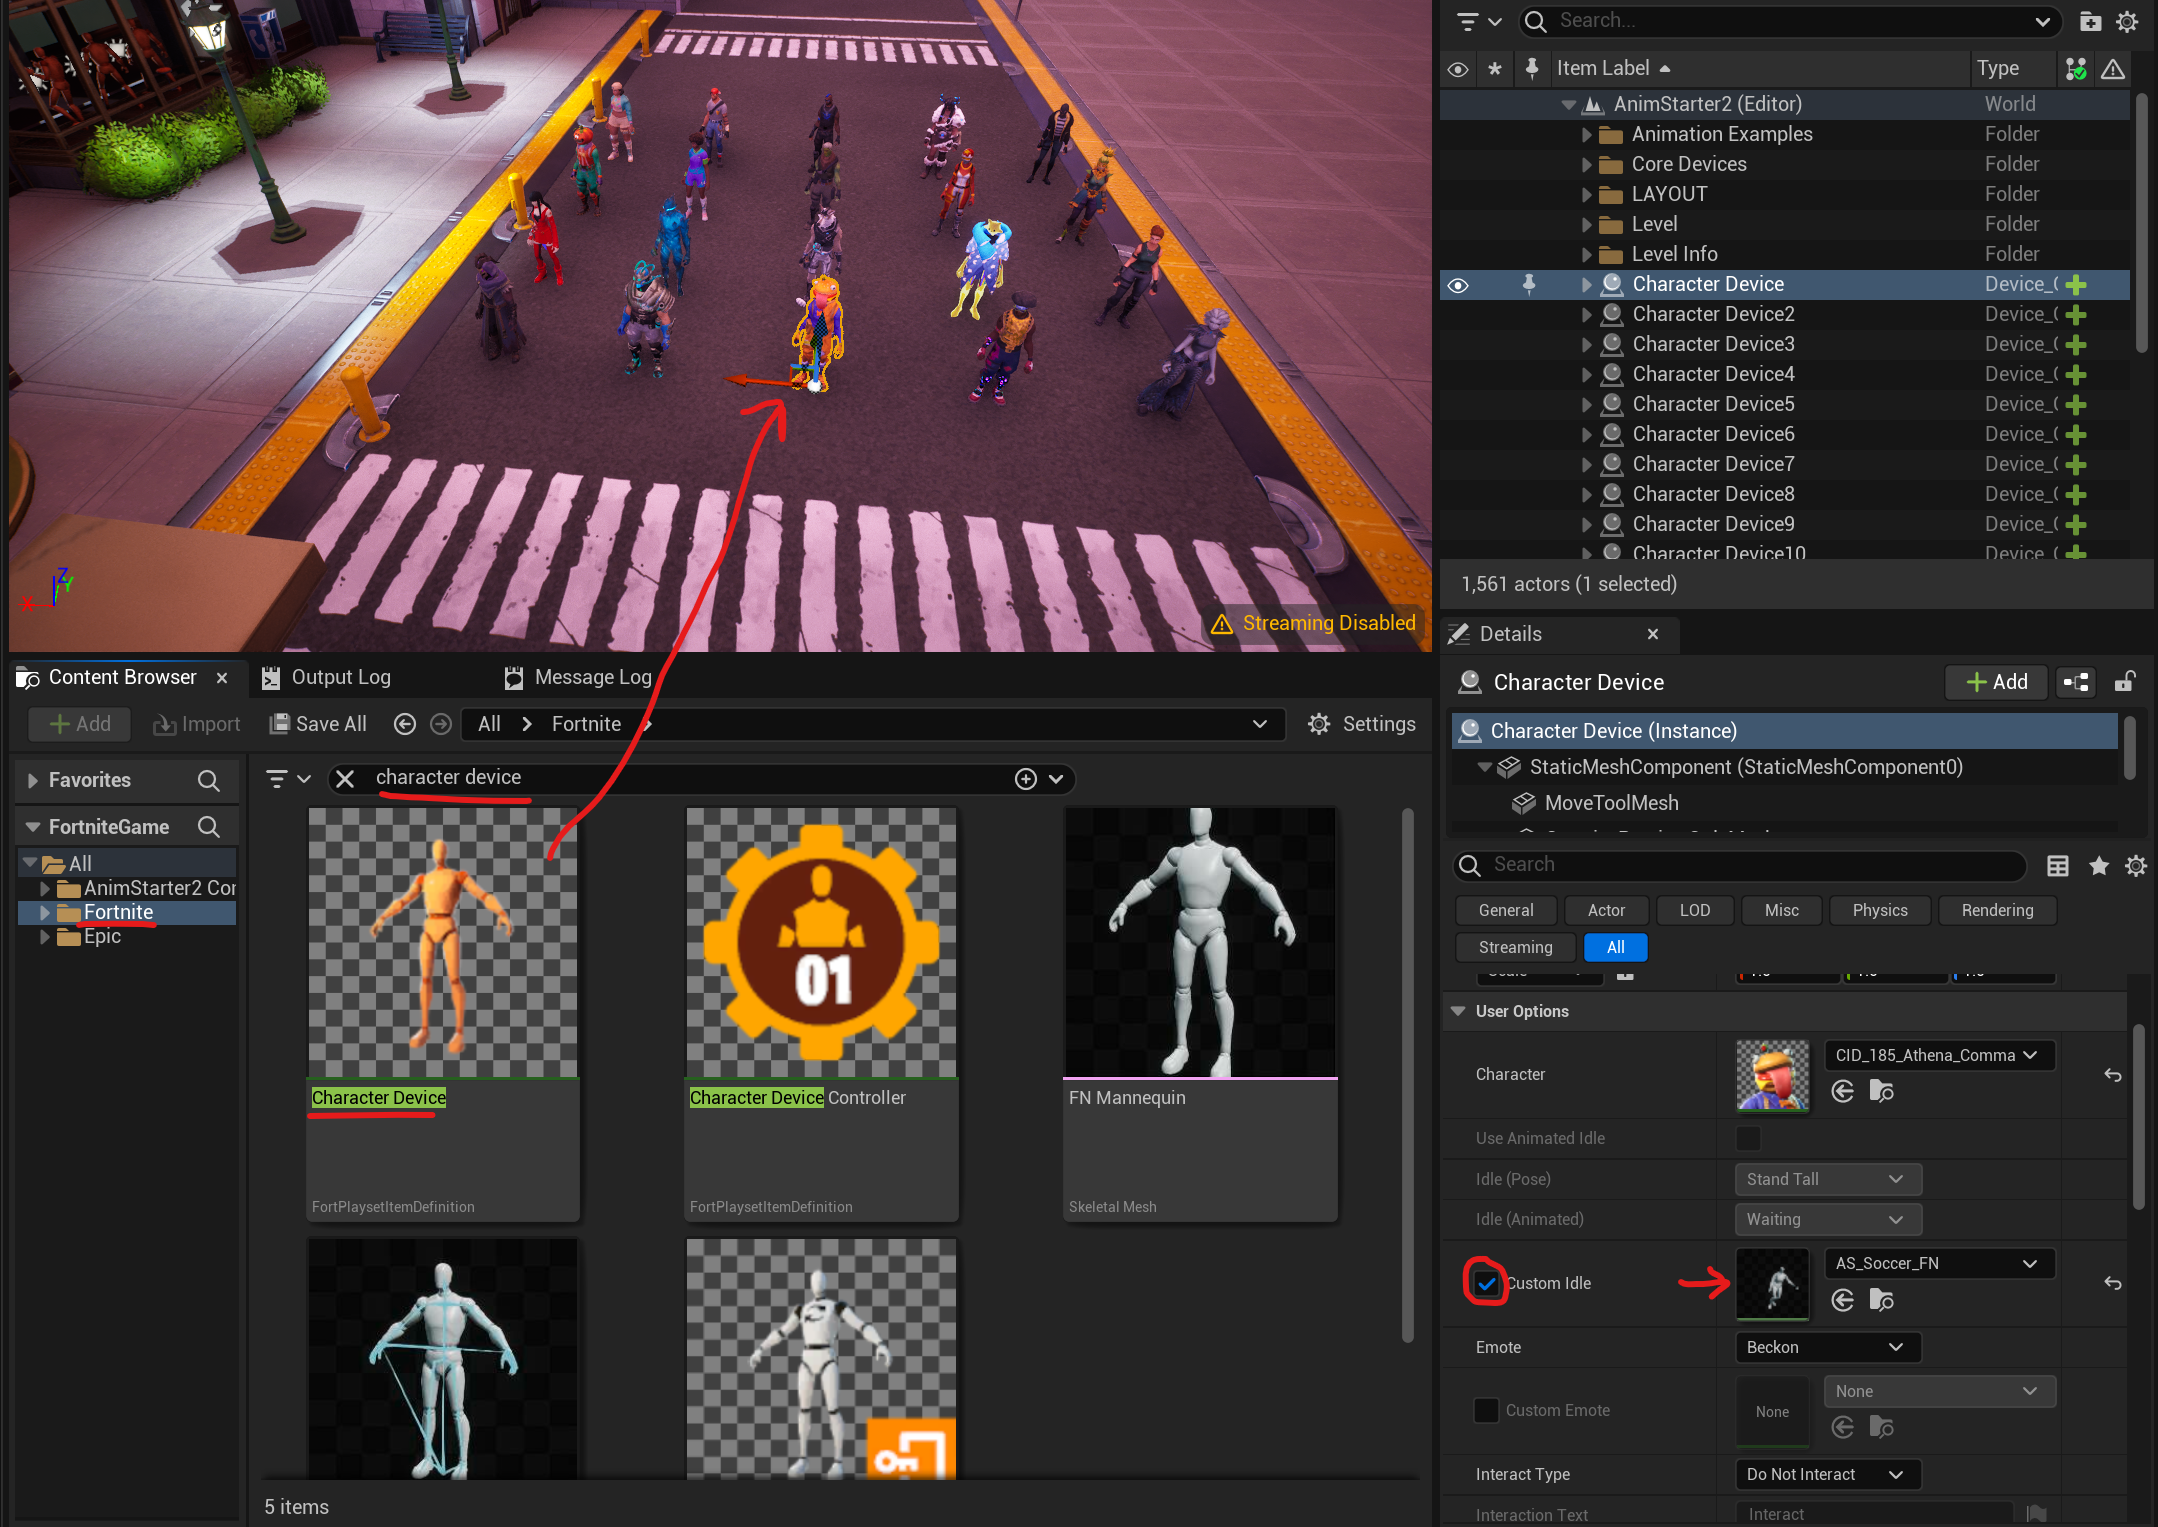 Search...
Item Label
Type
AnimStarter2 (Editor)
World
Animation Examples
Folder
Core Devices
Folder
LAYOUT
Folder
Level
Folder
Level Info
Folder
Character Device
Device_(
Character Device2
Device_(
Character Device3
Device_(
Character Device4
Device_(
Character Device5
Device_(
Character Device6
Device_(
Character Device7
Device_(
Character Device8
Device_(
Character Device9
Device_(
Character Device10
Device_(
1,561 actors (1 selected)
Z
Y
Streaming Disabled
Content Browser
Output Log
Message Log
Add
Import
Save All
All > Fortnite >
Settings
Favorites
FortniteGame
All
AnimStarter2 Cor
Fortnite
Epic
character device
01
Character Device
FortPlaysetItemDefinition
Character Device Controller
FortPlaysetItemDefinition
FN Mannequin
Skeletal Mesh
5 items
Details
Character Device
Add
Character Device (Instance)
StaticMeshComponent (StaticMeshComponent0)
MoveToolMesh
Search
General
Actor
LOD
Misc
Physics
Rendering
Streaming
All
User Options
Character
CID_185_Athena_Comma
Use Animated Idle
Idle (Pose)
Stand Tall
Idle (Animated)
Waiting
Custom Idle
AS_Soccer_FN
Emote
Beckon
Custom Emote
None
None
Interact Type
Do Not Interact
Interaction Text
Interact